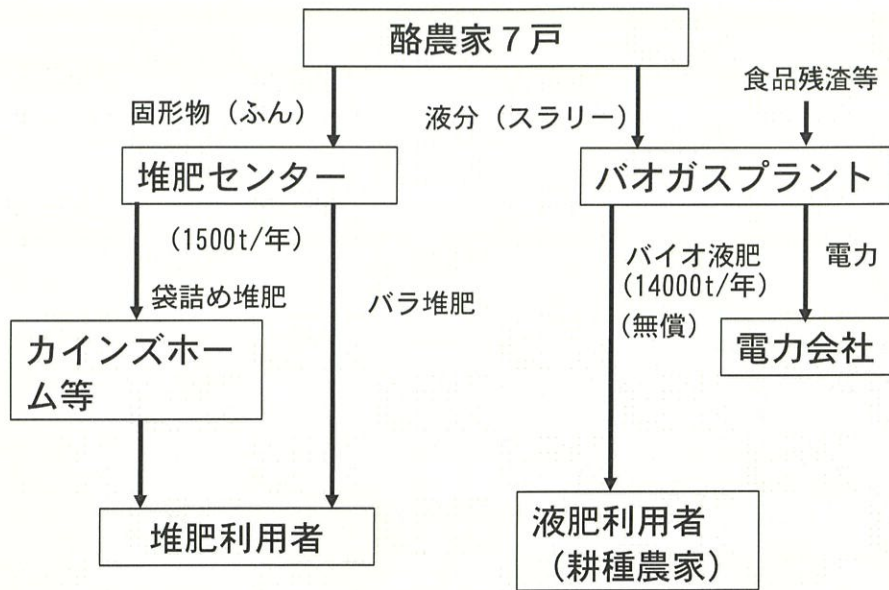 酪農家７戸
食品残渣等
固形物（ふん）
液分（スラリー）
堆肥センター
バオガスプラント
(1500t/年)
袋詰め堆肥
バラ堆肥
バイオ液肥
(14000t/年)
(無償)
電力
カインズホー
ム等
電力会社
堆肥利用者
液肥利用者
（耕種農家）